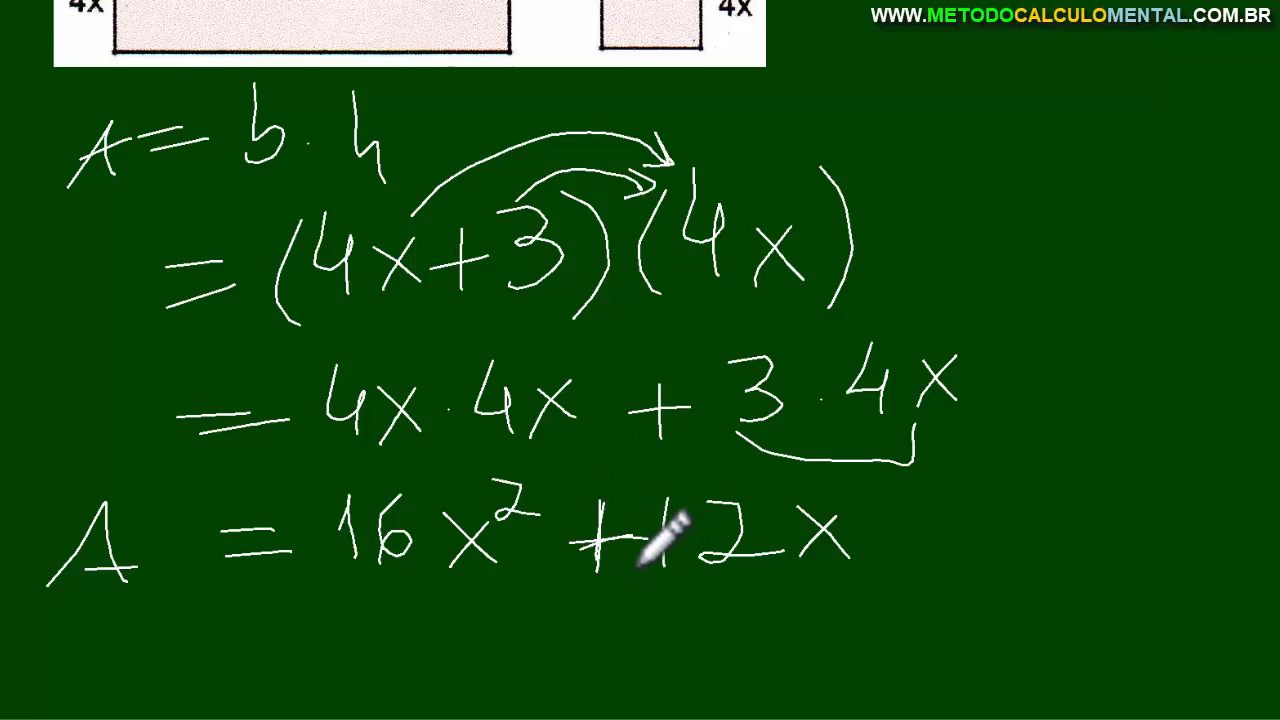 4x 4x
WWW.METODOCALCULOMENTAL.COM.BR
A = b . h
= (4x + 3) (4x)
= 4x . 4x + 3 . 4x
A = 16x² + 12x